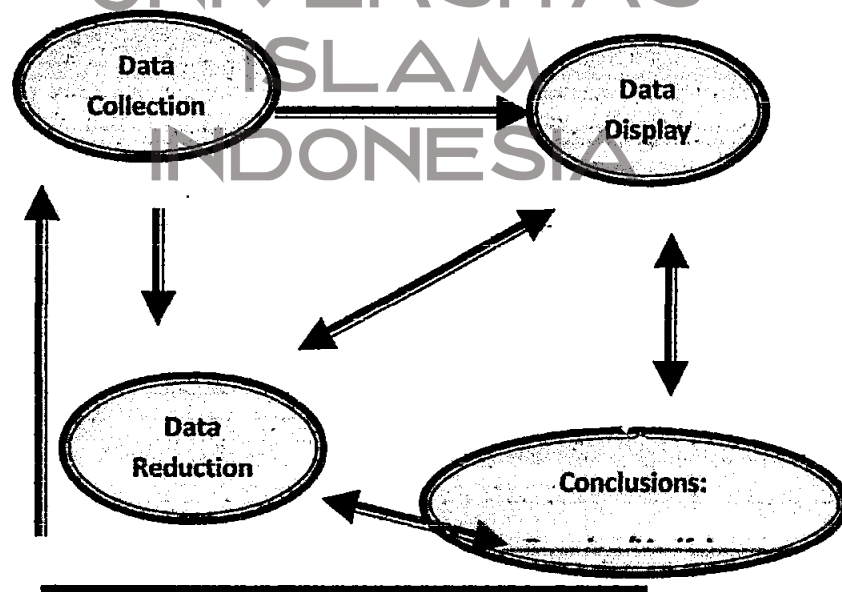 UNIVERSITAS
ISLAM
INDONESIA
Data
Collection
Data
Display
Data
Reduction
Conclusions: